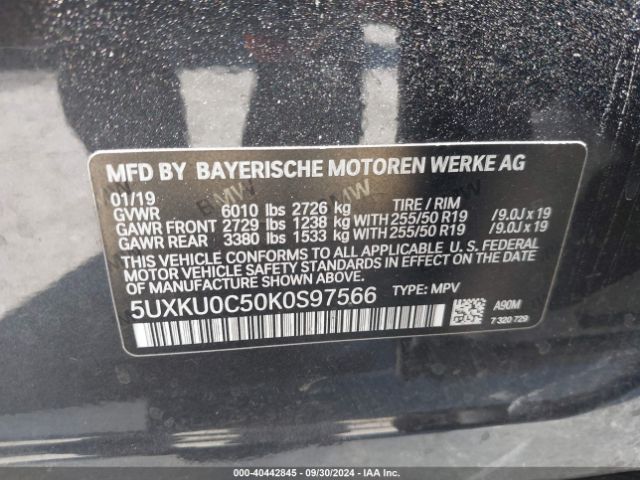 MFD BY BAYERISCHE MOTOREN WERKE AG
01/19 TIRE / RIM
GVWR 6010 lbs 2726 kg
GAWR FRONT 2729 lbs 1238 kg WITH 255/50 R19 /9.0J x 19
GAWR REAR 3380 lbs 1533 kg WITH 255/50 R19 /9.0J x 19
THIS VEHICLE CONFORMS TO ALL APPLICABLE U. S. FEDERAL
MOTOR VEHICLE SAFETY STANDARDS IN EFFECT ON THE DATE
OF MANUFACTURE SHOWN ABOVE.
5UXKU0C50K0S97566 TYPE: MPV
A90M
7 320 729
000-40442845 - 09/30/2024 - IAA Inc.